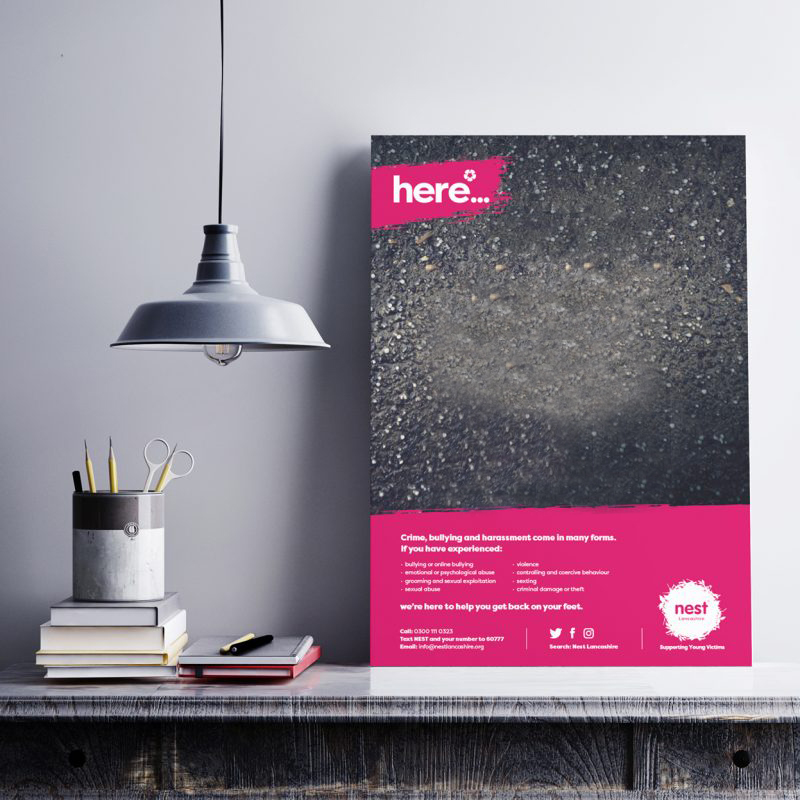 here...
Crime, bullying and harassment come in many forms.
If you have experienced:
· bullying or online bullying
· emotional or psychological abuse
· grooming and sexual exploitation
· sexual abuse
· violence
· controlling and coercive behaviour
· sexting
· criminal damage or theft
we're here to help you get back on your feet.
Call: 0300 111 0323
Text NEST and your number to 60777
Email: info@nestlancashire.org
Search: Nest Lancashire
nest
Lancashire
Supporting Young Victims